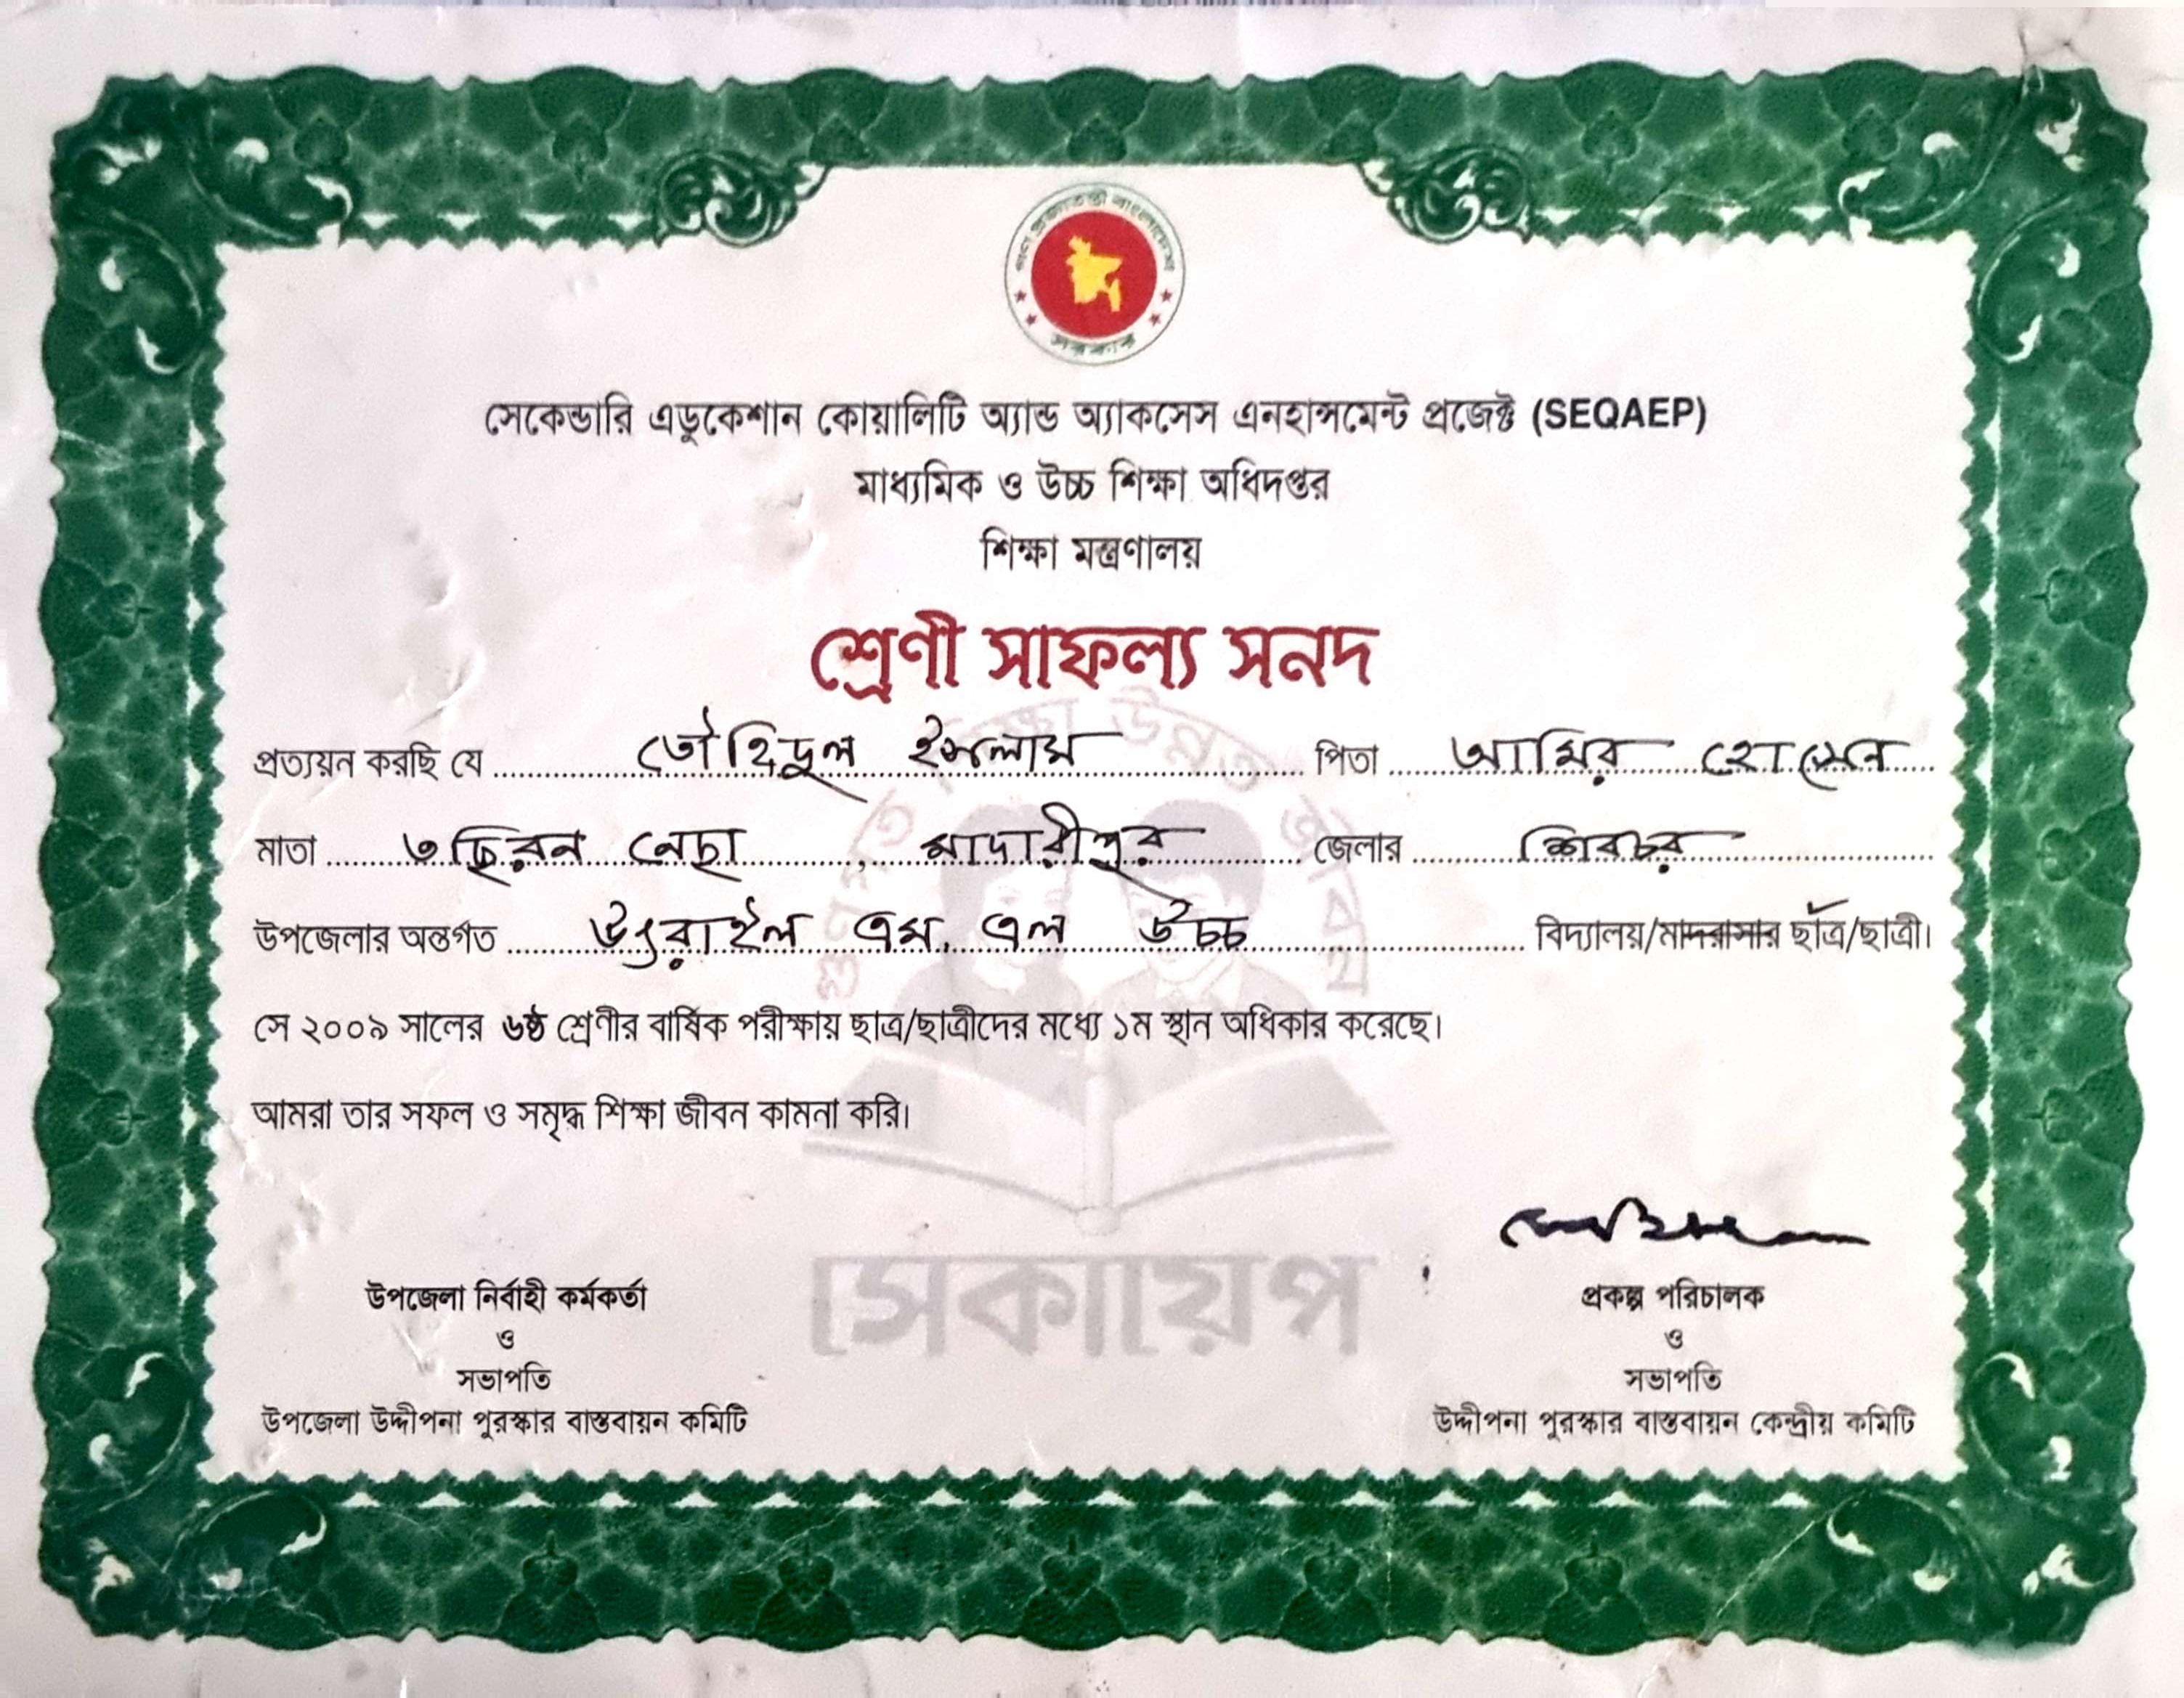 গণপ্রজাতন্ত্রী বাংলাদেশ
সরকার
সেকেন্ডারি এডুকেশান কোয়ালিটি অ্যান্ড অ্যাকসেস এনহান্সমেন্ট প্রজেক্ট (SEQAEP)
মাধ্যমিক ও উচ্চ শিক্ষা অধিদপ্তর
শিক্ষা মন্ত্রণালয়
শ্রেণী সাফল্য সনদ
প্রত্যয়ন করছি যে তৌহিদুল ইসলাম পিতা আমির হোসেন
মাতা নেছা, মাদারীপুর জেলার শিবচর
উপজেলার অন্তর্গত উৎরাইল এম. এল উচ্চ বিদ্যালয়/মাদরাসার ছাত্র/ছাত্রী।
সে ২০০৯ সালের ৬ষ্ঠ শ্রেণীর বার্ষিক পরীক্ষায় ছাত্র/ছাত্রীদের মধ্যে ১ম স্থান অধিকার করেছে।
আমরা তার সফল ও সমৃদ্ধ শিক্ষা জীবন কামনা করি।
সেকায়েপ
উপজেলা নির্বাহী কর্মকর্তা
ও
সভাপতি
উপজেলা উদ্দীপনা পুরস্কার বাস্তবায়ন কমিটি
প্রকল্প পরিচালক
ও
সভাপতি
উদ্দীপনা পুরস্কার বাস্তবায়ন কেন্দ্রীয় কমিটি